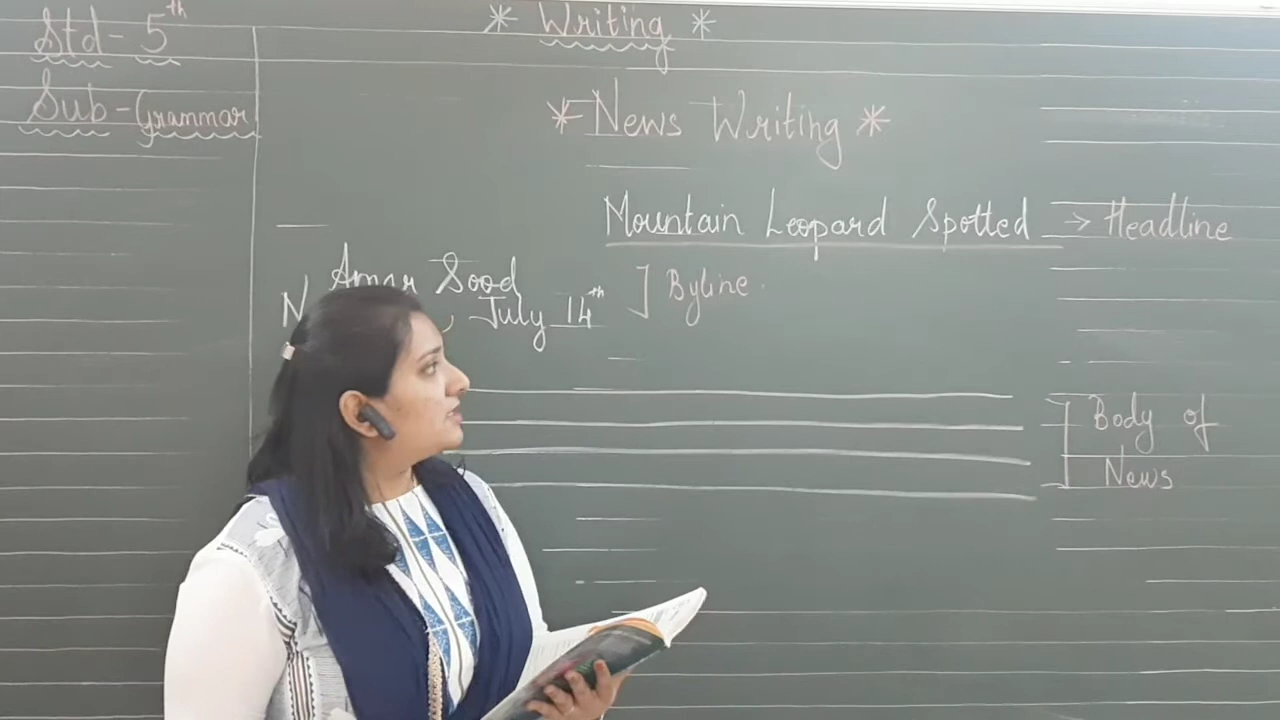 Std - 5th
Sub - Grammar
* Writing *
* News Writing *
Mountain Leopard Spotted → Headline
Amar Sood ] Byline.
N , July 14th
Body of
News